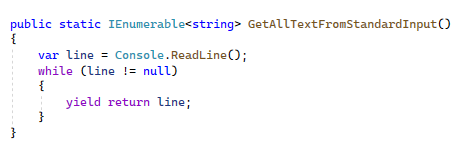 public static IEnumerable<string> GetAllTextFromStandardInput()
{
    var line = Console.ReadLine();
    while (line != null)
    {
        yield return line;
    }
}